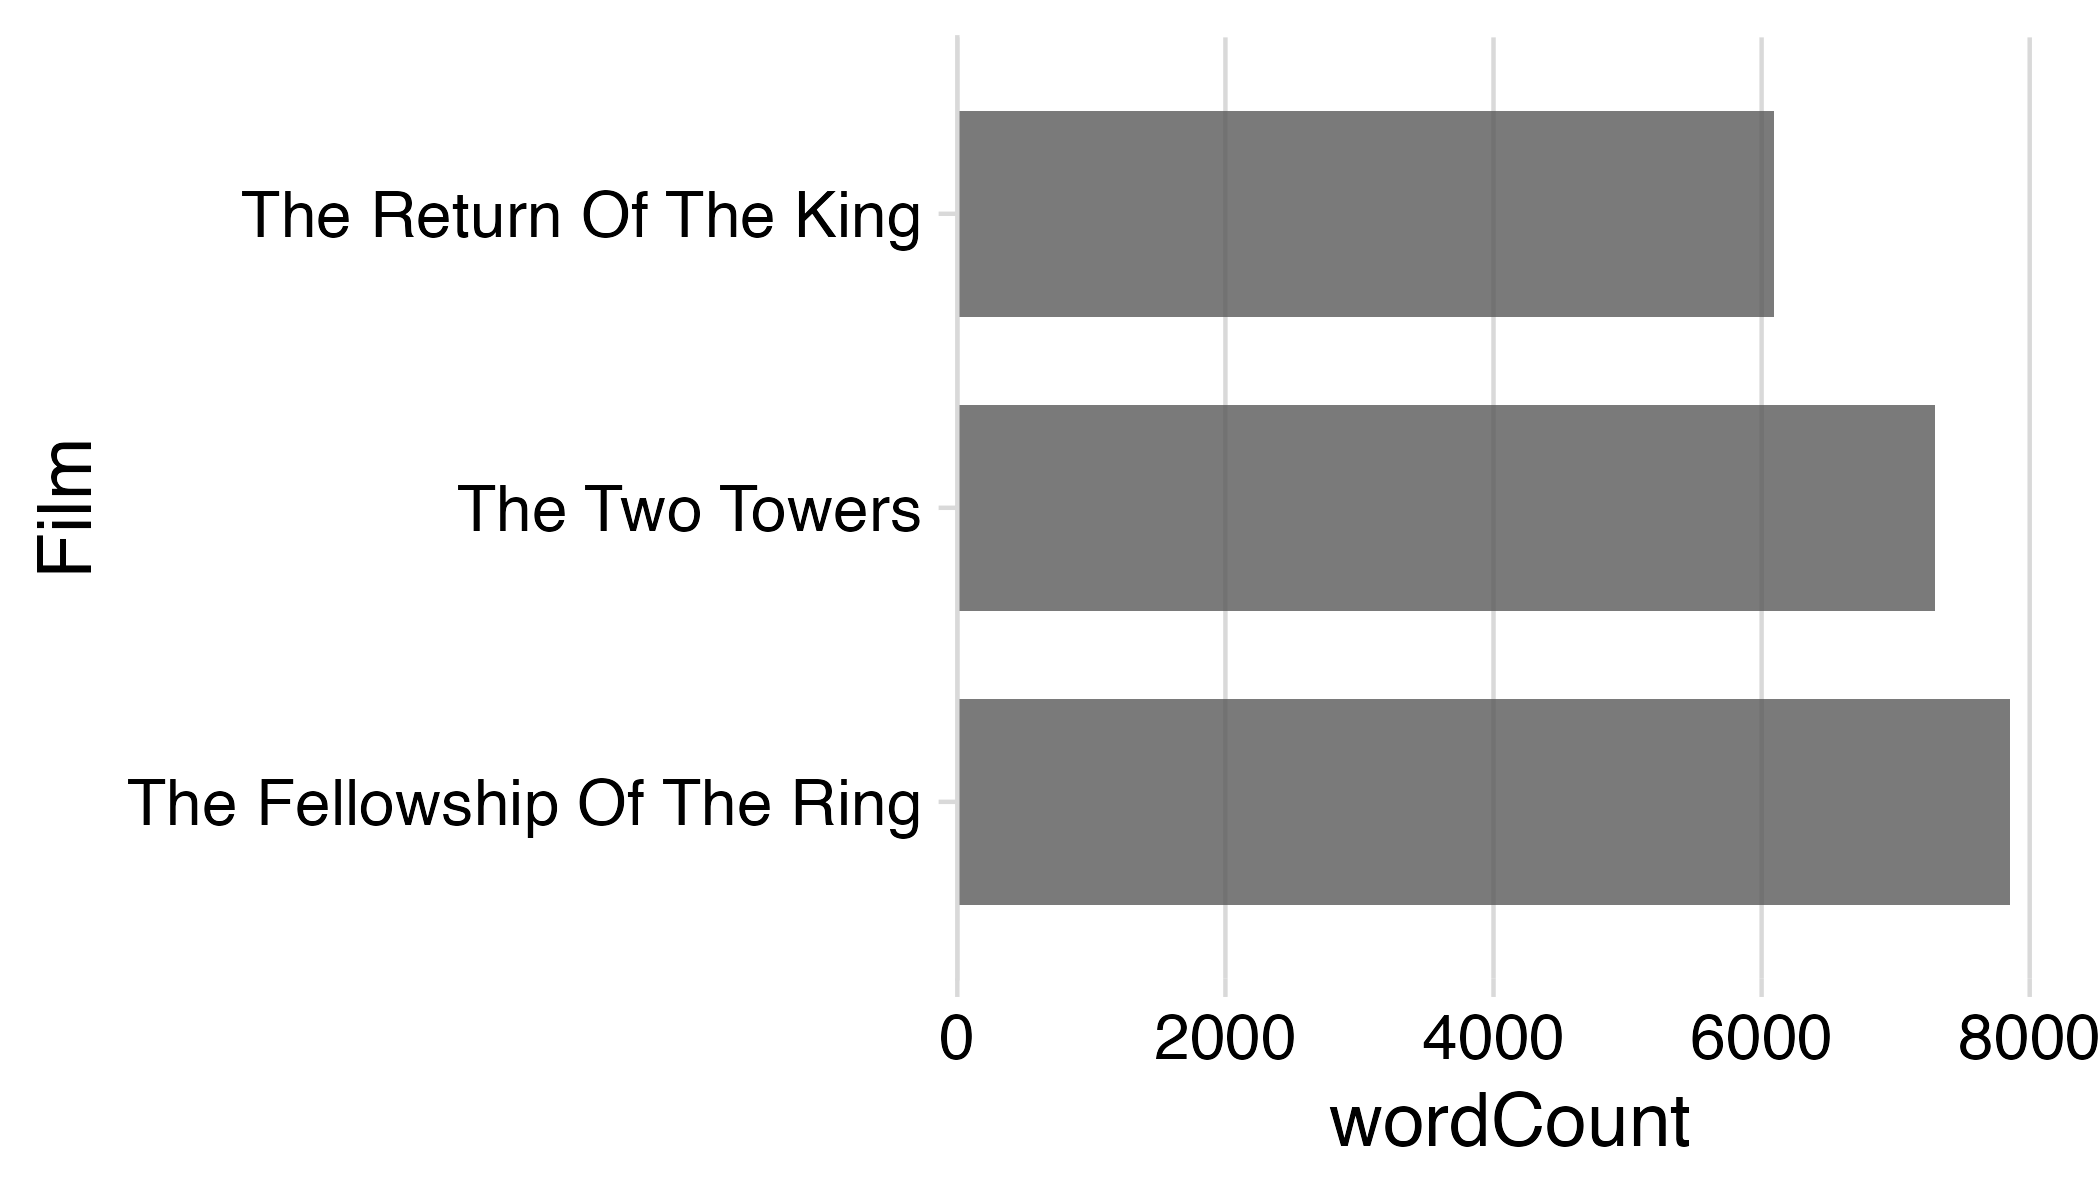 The Return Of The King
The Two Towers
The Fellowship Of The Ring
Film
0 2000 4000 6000 8000
wordCount